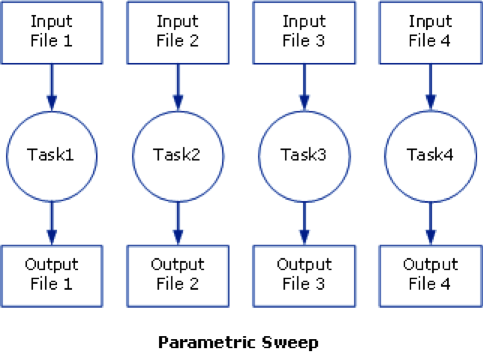 Input
File 1
Input
File 2
Input
File 3
Input
File 4
Task1
Task2
Task3
Task4
Output
File 1
Output
File 2
Output
File 3
Output
File 4
Parametric Sweep